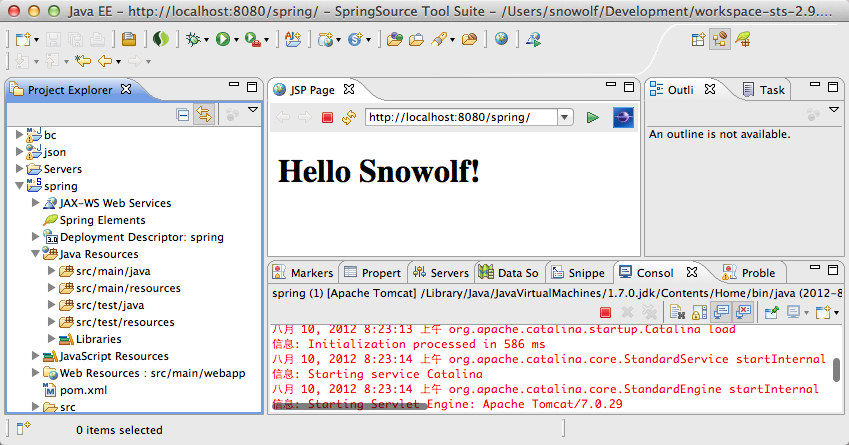 Java EE - http://localhost:8080/spring/ - SpringSource Tool Suite - /Users/snowolf/Development/workspace-sts-2.9....
Project Explorer
bc
json
Servers
spring
JAX-WS Web Services
Spring Elements
Deployment Descriptor: spring
Java Resources
src/main/java
src/main/resources
src/test/java
src/test/resources
Libraries
JavaScript Resources
Web Resources : src/main/webapp
pom.xml
src
JSP Page
http://localhost:8080/spring/
Hello Snowolf!
Outli Task
An outline is not available.
Markers Propert Servers Data So Snippe Consol Proble
spring (1) [Apache Tomcat] /Library/Java/JavaVirtualMachines/1.7.0.jdk/Contents/Home/bin/java (2012-8
八月 10, 2012 8:23:13 上午 org.apache.catalina.startup.Catalina load
信息: Initialization processed in 586 ms
八月 10, 2012 8:23:14 上午 org.apache.catalina.core.StandardService startInternal
信息: Starting service Catalina
八月 10, 2012 8:23:14 上午 org.apache.catalina.core.StandardEngine startInternal
信息: Starting Servlet Engine: Apache Tomcat/7.0.29
0 items selected